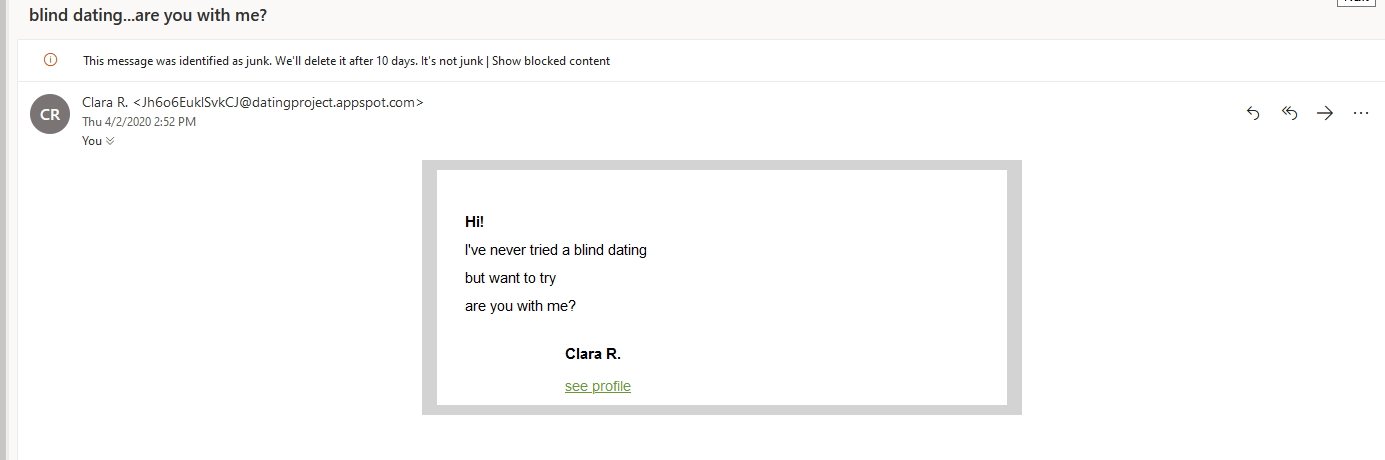 blind dating...are you with me?
This message was identified as junk. We'll delete it after 10 days. It's not junk | Show blocked content
CR
Clara R. <Jh6o6EuklSvkCJ@datingproject.appspot.com>
Thu 4/2/2020 2:52 PM
You
Hi!
I've never tried a blind dating
but want to try
are you with me?
Clara R.
see profile